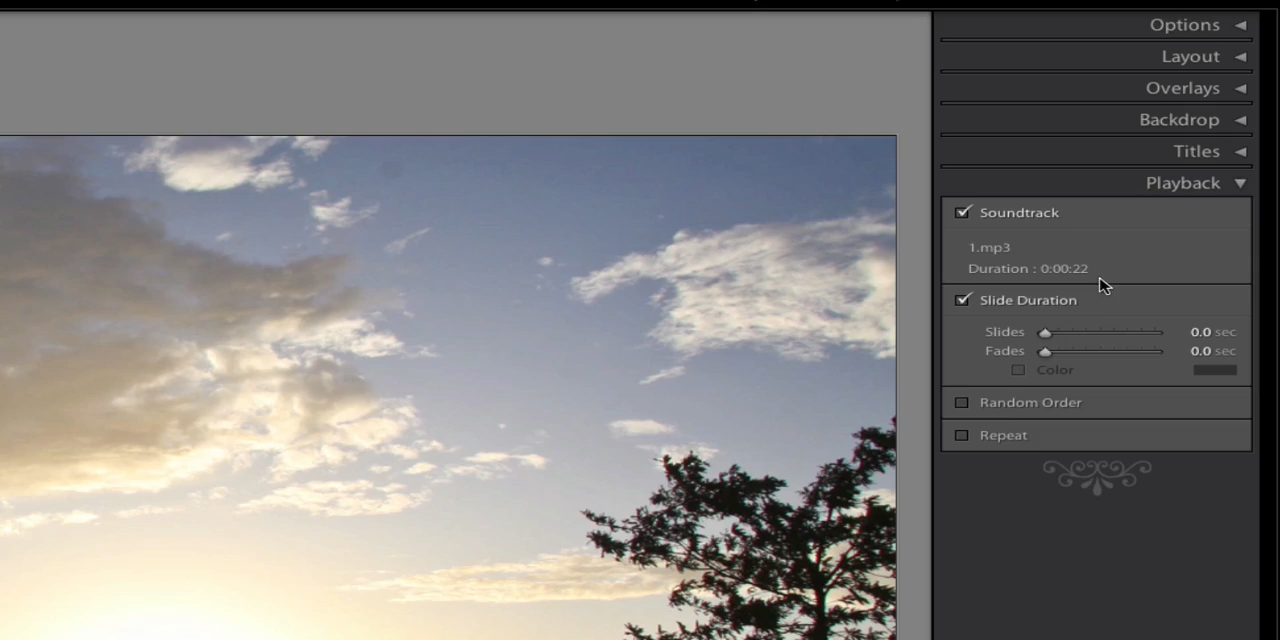 Options
Layout
Overlays
Backdrop
Titles
Playback
Soundtrack
1.mp3
Duration : 0:00:22
Slide Duration
Slides 0.0 sec
Fades 0.0 sec
Color
Random Order
Repeat